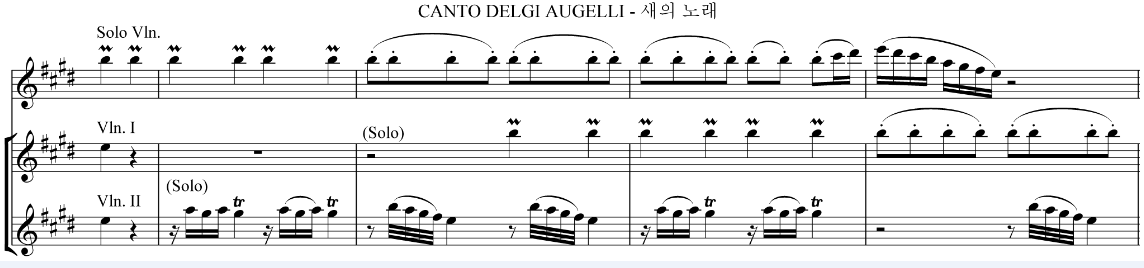 CANTO DELGI AUGELLI - 새의 노래
Solo Vln.
Vln. I
(Solo)
Vln. II
(Solo)
tr tr tr tr